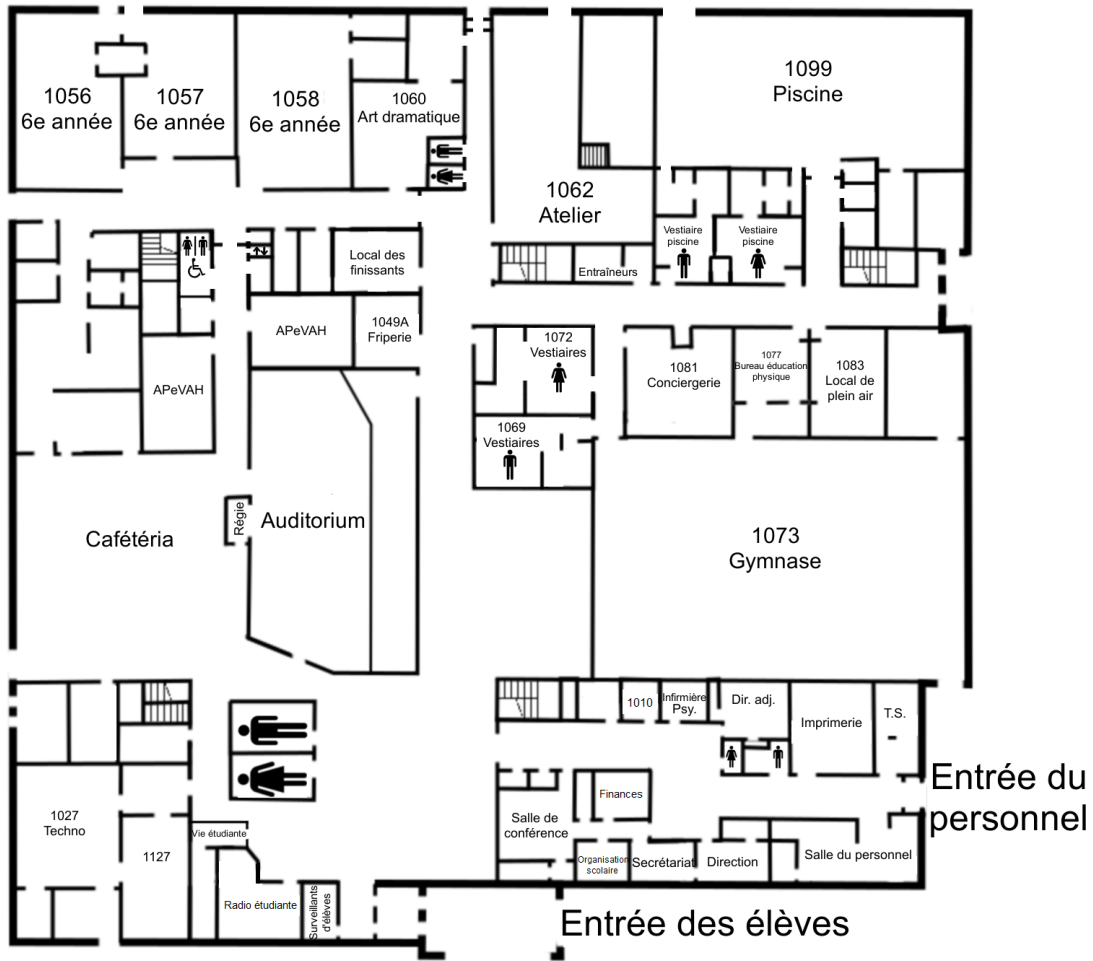 1056
6e année
1057
6e année
1058
6e année
1060
Art dramatique
1099
Piscine
1062
Atelier
Vestiaire
piscine
Vestiaire
piscine
Entraîneurs
Local des
finissants
APeVAH
1049A
Friperie
APeVAH
1072
Vestiaires
1069
Vestiaires
1081
Conciergerie
1077
Bureau éducation
physique
1083
Local de
plein air
Cafétéria
Régie
Auditorium
1073
Gymnase
1010
Infirmière
Psy.
Dir. adj.
Imprimerie
T.S.
Entrée du
personnel
1027
Techno
1127
Vie étudiante
Radio étudiante
Surveillants
d'élèves
Salle de
conférence
Finances
Organisation
scolaire
Secrétariat
Direction
Salle du personnel
Entrée des élèves